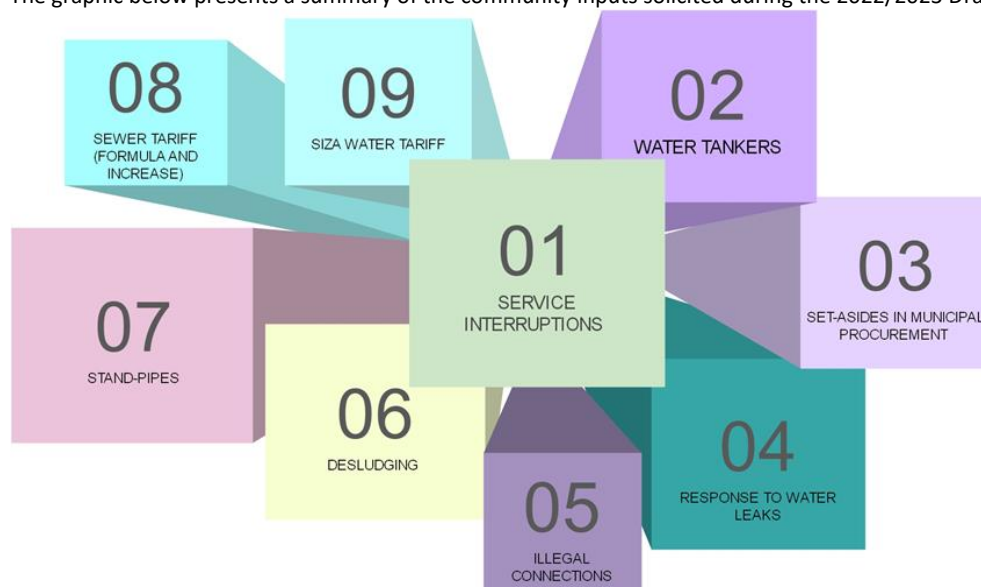 The graphic below presents a summary of the community inputs solicited during the 2022/2023 Dra
08
SEWER TARIFF
(FORMULA AND
INCREASE)
09
SIZA WATER TARIFF
02
WATER TANKERS
01
SERVICE
INTERRUPTIONS
03
SET-ASIDES IN MUNICIPAL
PROCUREMENT
07
STAND-PIPES
06
DESLUDGING
04
RESPONSE TO WATER
LEAKS
05
ILLEGAL
CONNECTIONS